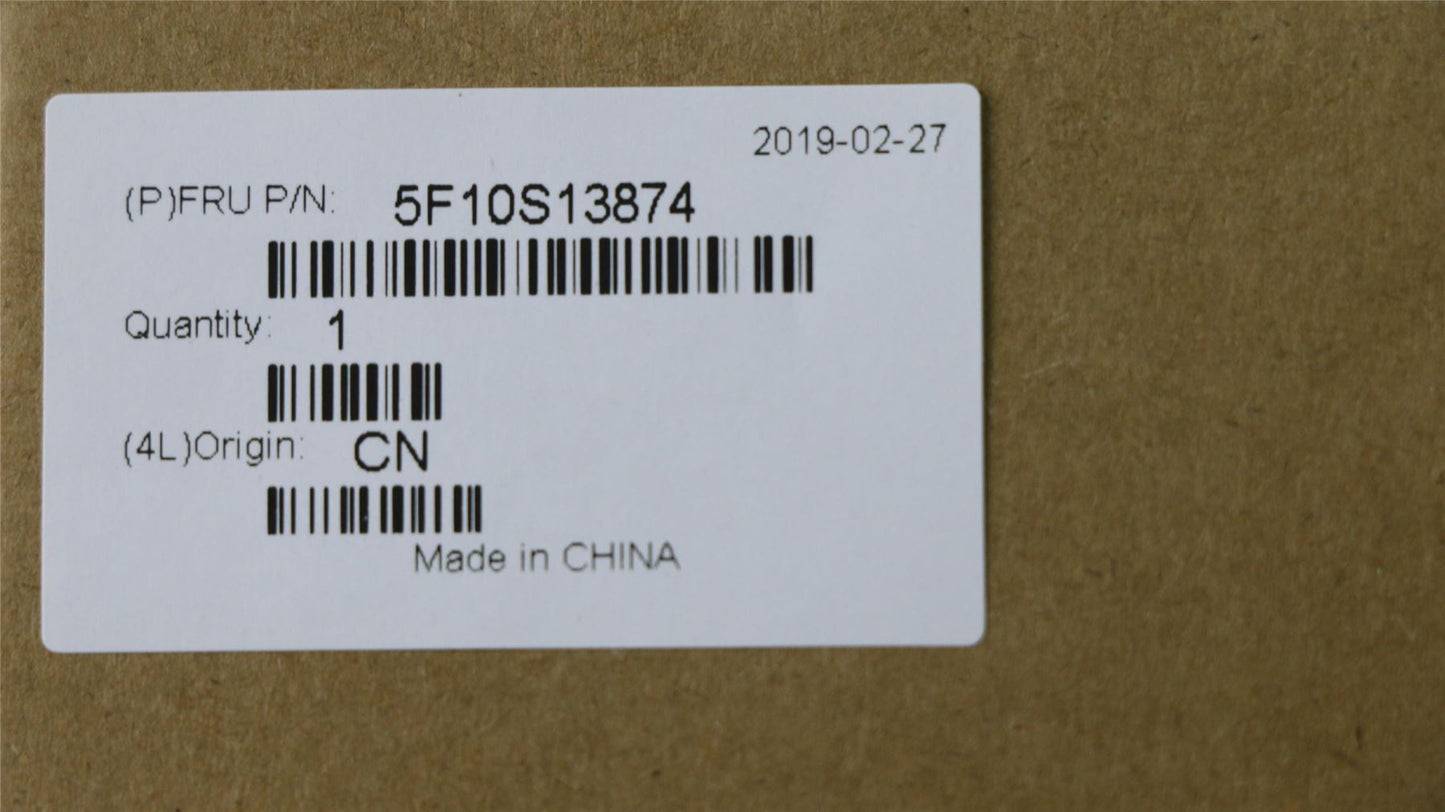 2019-02-27
(P)FRU P/N: 5F10S13874
Quantity: 1
(4L)Origin: CN
Made in CHINA